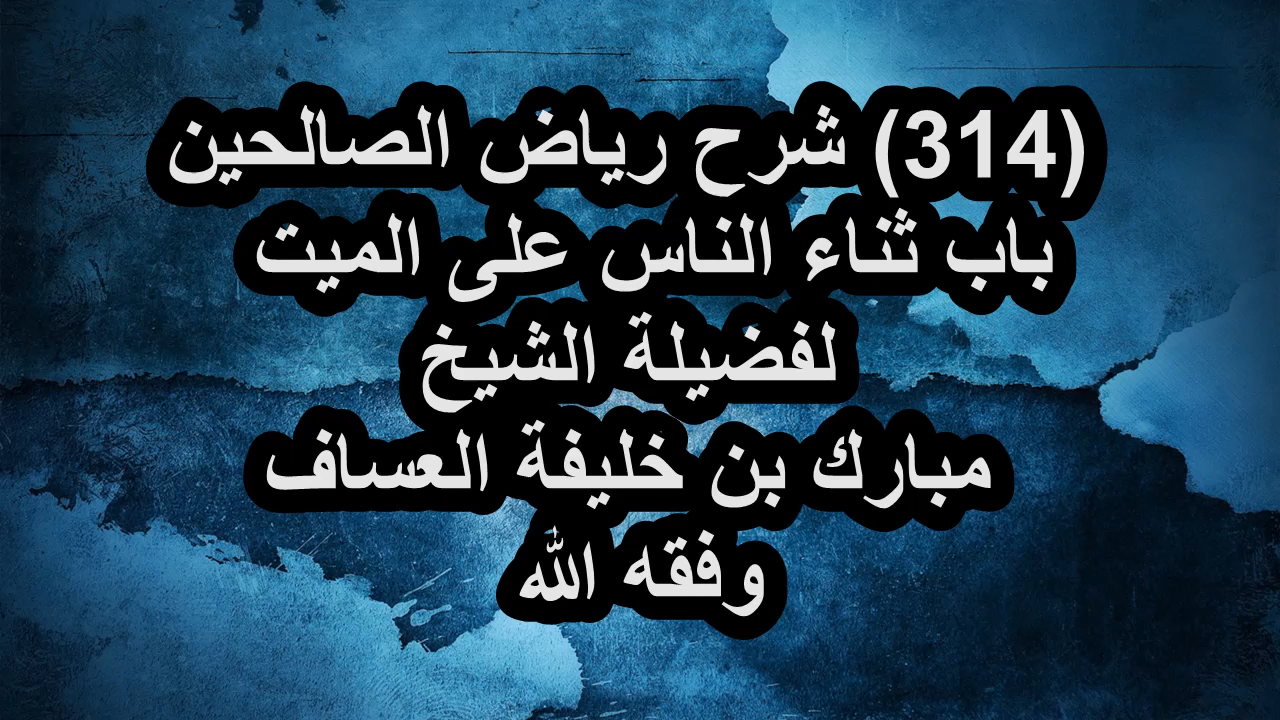 (314) شرح رياض الصالحين
باب ثناء الناس على الميت
لفضيلة الشيخ
مبارك بن خليفة العساف
وفقه الله